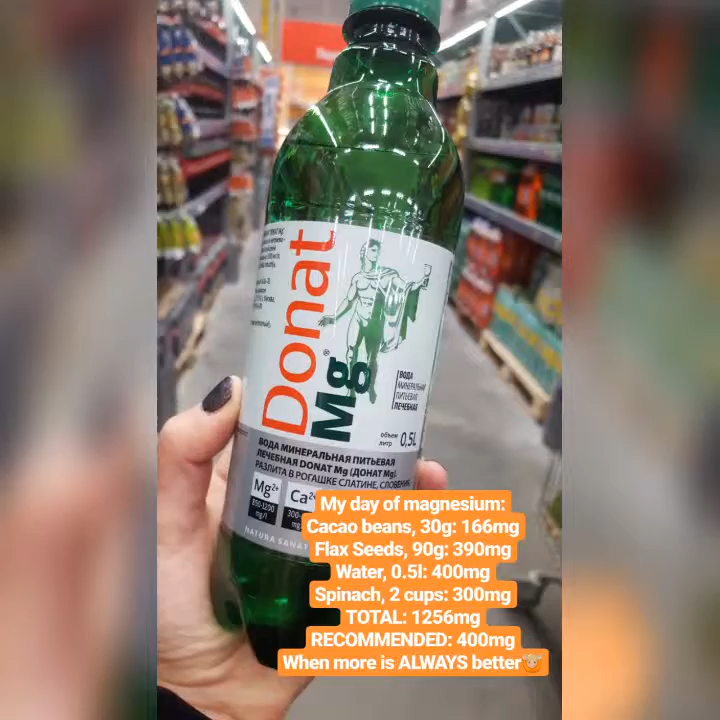 Donat
Mg®
ВОДА
МИНЕРАЛЬНАЯ
ПИТЬЕВАЯ
ЛЕЧЕБНАЯ
объем
литр 0,5L
ВОДА МИНЕРАЛЬНАЯ ПИТЬЕВАЯ
ЛЕЧЕБНАЯ DONAT Mg (ДОНАТ Mg).
РАЗЛИТА В РОГАШКЕ СЛАТИНЕ,
Mg²⁺ Ca²⁺
mg/l
NATURA
My day of magnesium:
Cacao beans, 30g: 166mg
Flax Seeds, 90g: 390mg
Water, 0.5l: 400mg
Spinach, 2 cups: 300mg
TOTAL: 1256mg
RECOMMENDED: 400mg
When more is ALWAYS better